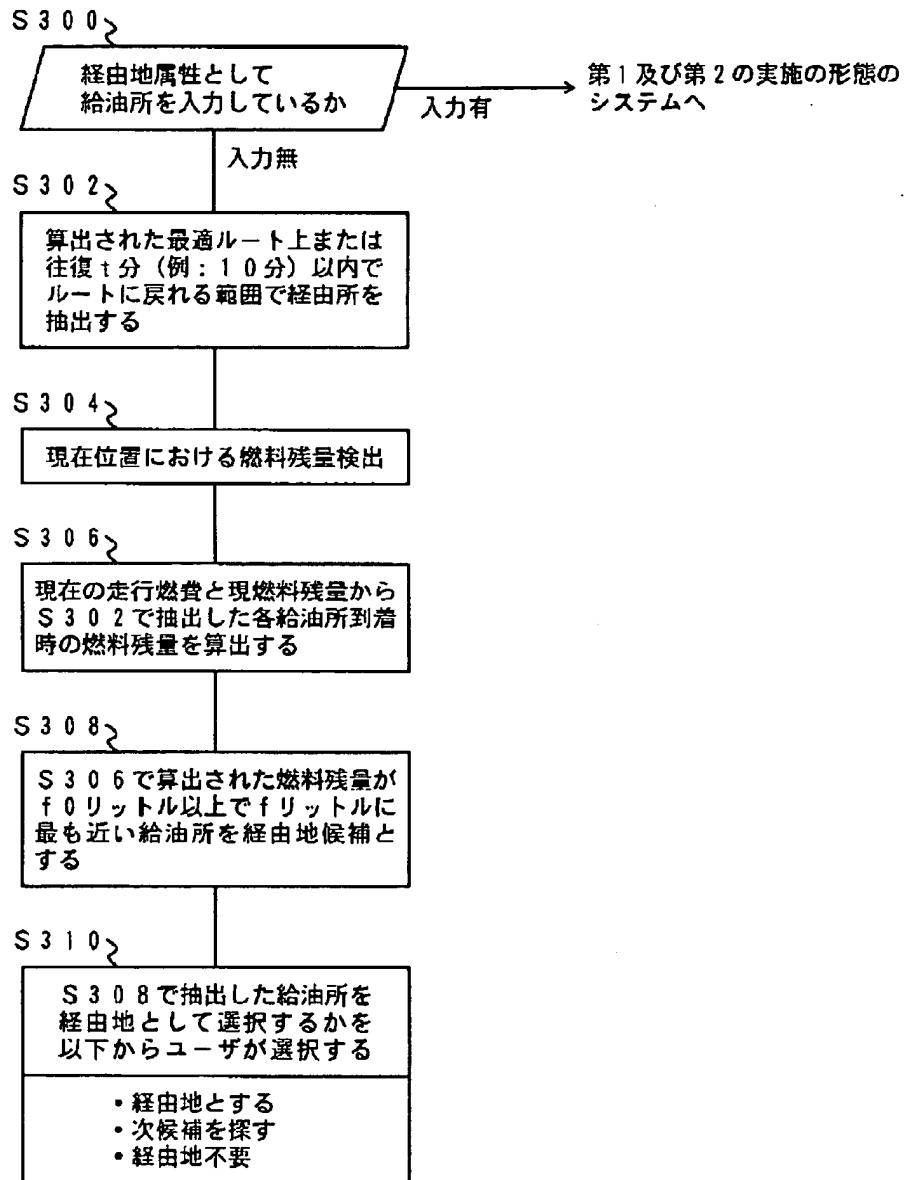 S300
経由地属性として
給油所を入力しているか
入力有
第1及び第2の実施の形態の
システムへ
入力無
S302
算出された最適ルート上または
往復t分（例：10分）以内で
ルートに戻れる範囲で経由所を
抽出する
S304
現在位置における燃料残量検出
S306
現在の走行燃費と現燃料残量から
S302で抽出した各給油所到着
時の燃料残量を算出する
S308
S306で算出された燃料残量が
f0リットル以上でfリットルに
最も近い給油所を経由地候補と
する
S310
S308で抽出した給油所を
経由地として選択するかを
以下からユーザが選択する
・経由地とする
・次候補を探す
・経由地不要